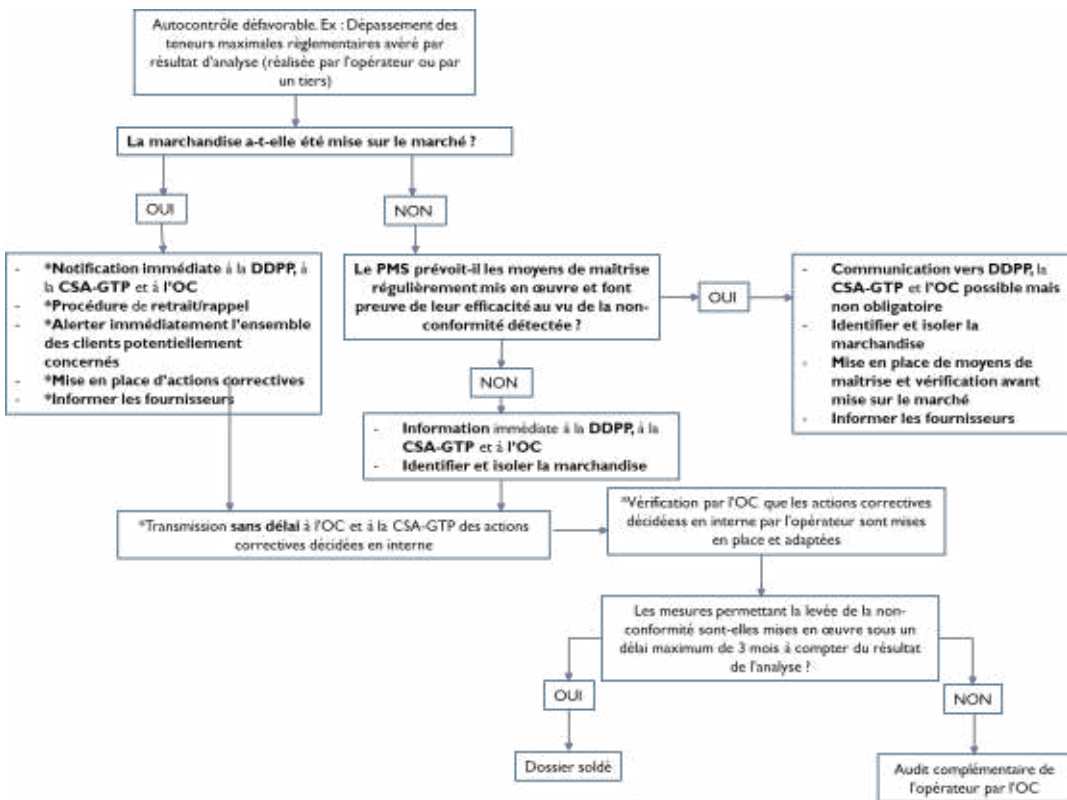 Autocontrôle défavorable. Ex : Dépassement des
teneurs maximales règlementaires avéré par
résultat d'analyse (réalisée par l'opérateur ou par
un tiers)
La marchandise a-t-elle été mise sur le marché ?
OUI
NON
- *Notification immédiate à la DDPP, à
la CSA-GTP et à l'OC
- *Procédure de retrait/rappel
- *Alerter immédiatement l'ensemble
des clients potentiellement
concernés
- *Mise en place d'actions correctives
- *Informer les fournisseurs
Le PMS prévoit-il les moyens de maîtrise
régulièrement mis en œuvre et font
preuve de leur efficacité au vu de la non-
conformité détectée ?
OUI
- Communication vers DDPP, la
CSA-GTP et l'OC possible mais
non obligatoire
- Identifier et isoler la
marchandise
- Mise en place de moyens de
maîtrise et vérification avant
mise sur le marché
- Informer les fournisseurs
NON
- Information immédiate à la DDPP, à la
CSA-GTP et à l'OC
- Identifier et isoler la marchandise
*Transmission sans délai à l'OC et à la CSA-GTP des actions
correctives décidées en interne
*Vérification par l'OC que les actions correctives
décidéess en interne par l'opérateur sont mises
en place et adaptées
Les mesures permettant la levée de la non-
conformité sont-elles mises en œuvre sous un
délai maximum de 3 mois à compter du résultat
de l'analyse ?
OUI
NON
Dossier soldé
Audit complémentaire de
l'opérateur par l'OC